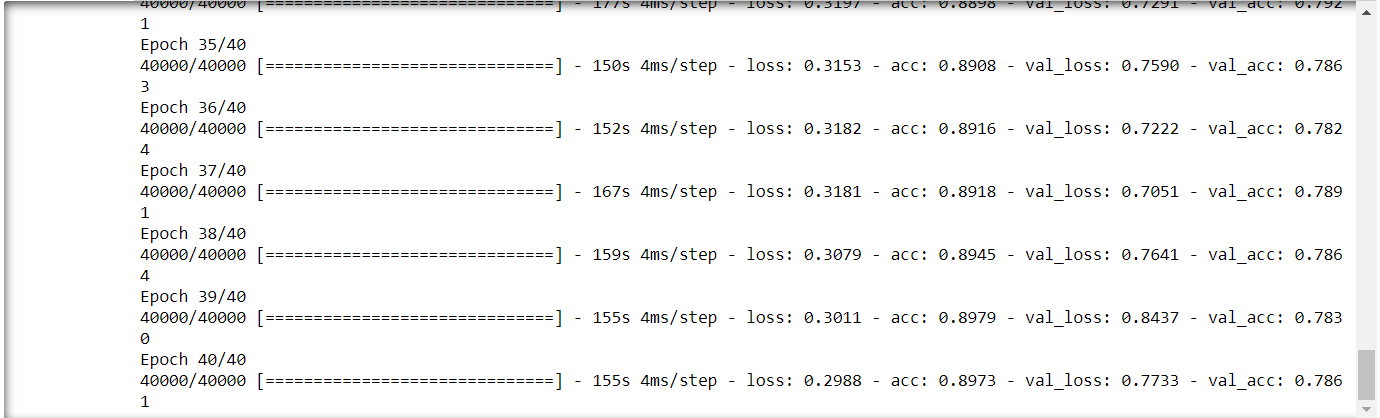 40000/40000 [==============================] - 177s 4ms/step - loss: 0.3197 - acc: 0.8898 - val_loss: 0.7291 - val_acc: 0.792
1
Epoch 35/40
40000/40000 [==============================] - 150s 4ms/step - loss: 0.3153 - acc: 0.8908 - val_loss: 0.7590 - val_acc: 0.786
3
Epoch 36/40
40000/40000 [==============================] - 152s 4ms/step - loss: 0.3182 - acc: 0.8916 - val_loss: 0.7222 - val_acc: 0.782
4
Epoch 37/40
40000/40000 [==============================] - 167s 4ms/step - loss: 0.3181 - acc: 0.8918 - val_loss: 0.7051 - val_acc: 0.789
1
Epoch 38/40
40000/40000 [==============================] - 159s 4ms/step - loss: 0.3079 - acc: 0.8945 - val_loss: 0.7641 - val_acc: 0.786
4
Epoch 39/40
40000/40000 [==============================] - 155s 4ms/step - loss: 0.3011 - acc: 0.8979 - val_loss: 0.8437 - val_acc: 0.783
0
Epoch 40/40
40000/40000 [==============================] - 155s 4ms/step - loss: 0.2988 - acc: 0.8973 - val_loss: 0.7733 - val_acc: 0.786
1